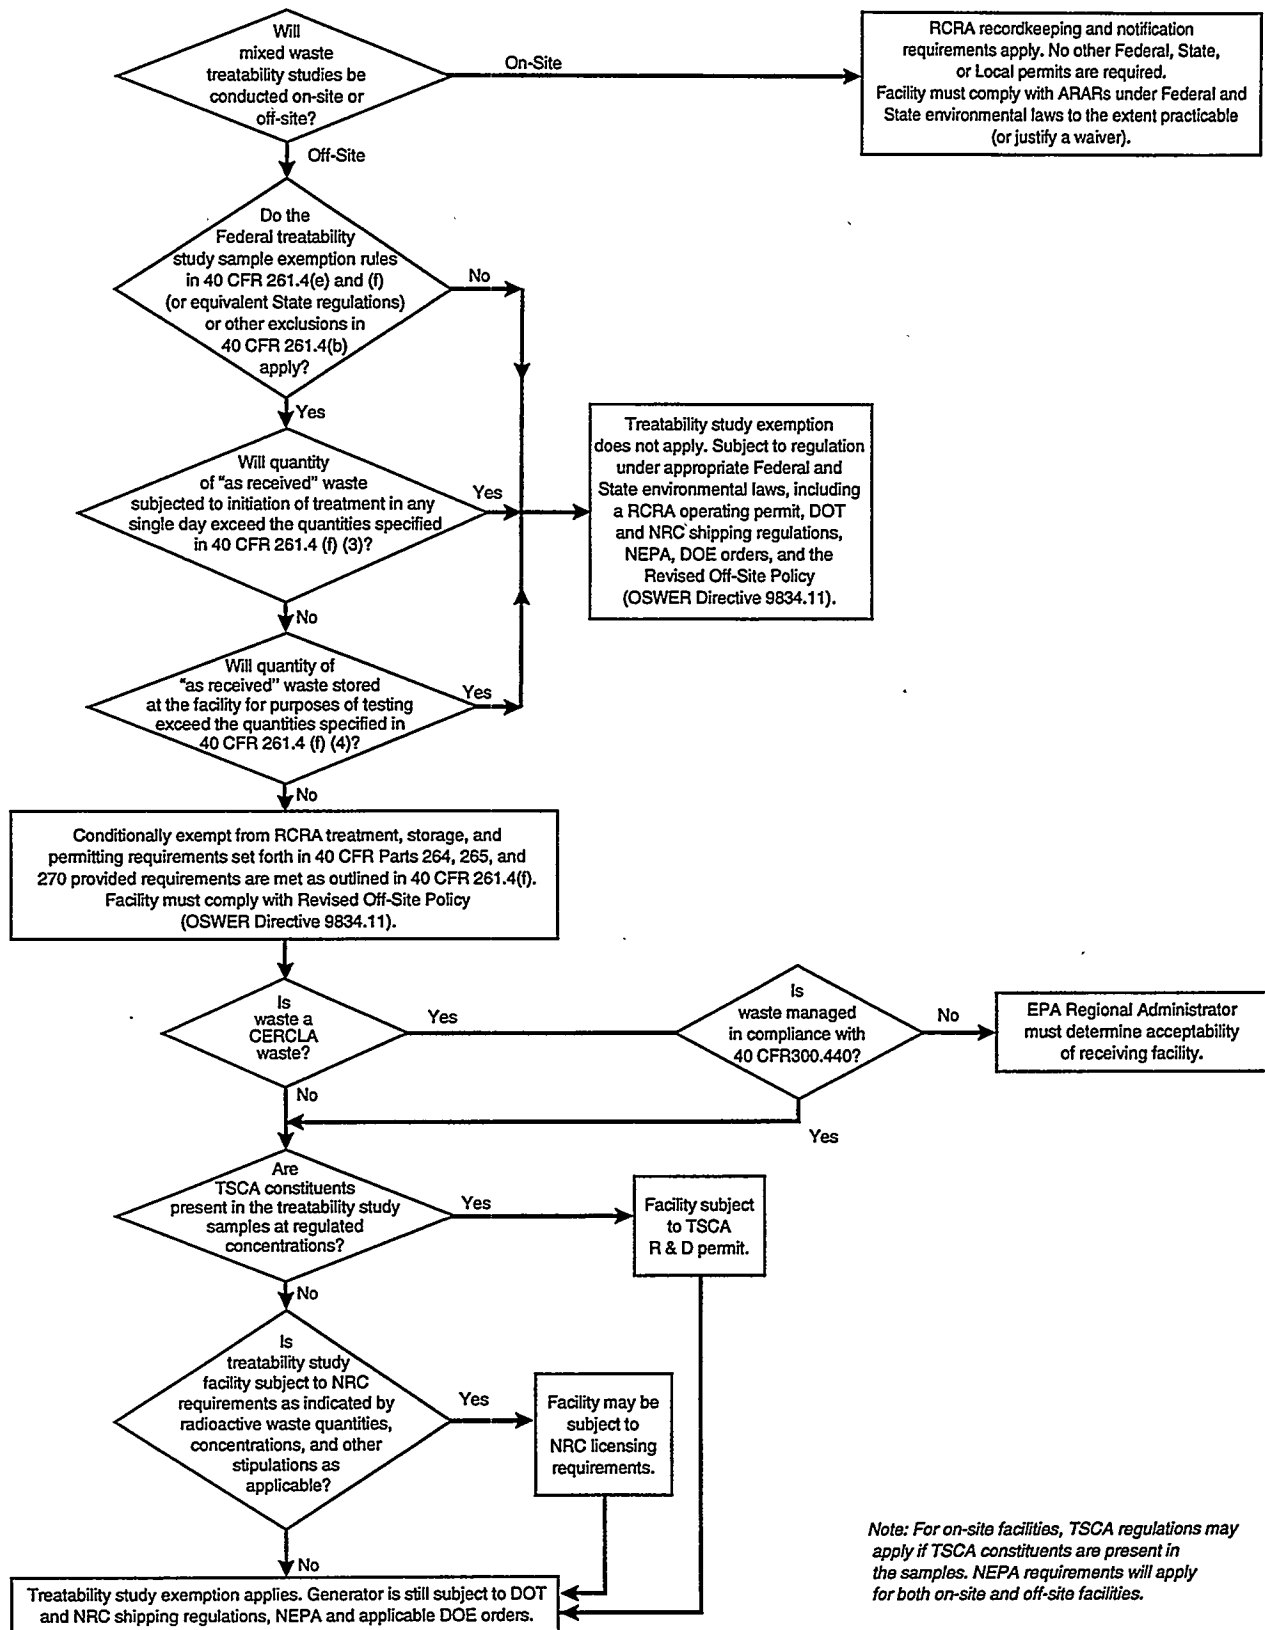 Will
mixed waste
treatability studies be
conducted on-site or
off-site?
On-Site
RCRA recordkeeping and notification
requirements apply. No other Federal, State,
or Local permits are required.
Facility must comply with ARARs under Federal and
State environmental laws to the extent practicable
(or justify a waiver).
Off-Site
Do the
Federal treatability
study sample exemption rules
in 40 CFR 261.4(e) and (f)
(or equivalent State regulations)
or other exclusions in
40 CFR 261.4(b)
apply?
No
Yes
Treatability study exemption
does not apply. Subject to regulation
under appropriate Federal and
State environmental laws, including
a RCRA operating permit, DOT
and NRC shipping regulations,
NEPA, DOE orders, and the
Revised Off-Site Policy
(OSWER Directive 9834.11).
Will quantity
of "as received" waste
subjected to initiation of treatment in any
single day exceed the quantities specified
in 40 CFR 261.4 (f) (3)?
Yes
No
Will quantity of
"as received" waste stored
at the facility for purposes of testing
exceed the quantities specified in
40 CFR 261.4 (f) (4)?
Yes
No
Conditionally exempt from RCRA treatment, storage, and
permitting requirements set forth in 40 CFR Parts 264, 265, and
270 provided requirements are met as outlined in 40 CFR 261.4(f).
Facility must comply with Revised Off-Site Policy
(OSWER Directive 9834.11).
Is
waste a
CERCLA
waste?
Yes
Is
waste managed
in compliance with
40 CFR300.440?
No
EPA Regional Administrator
must determine acceptability
of receiving facility.
No
Yes
Are
TSCA constituents
present in the treatability study
samples at regulated
concentrations?
Yes
Facility subject
to TSCA
R & D permit.
No
Is
treatability study
facility subject to NRC
requirements as indicated by
radioactive waste quantities,
concentrations, and other
stipulations as
applicable?
Yes
Facility may be
subject to
NRC licensing
requirements.
No
Treatability study exemption applies. Generator is still subject to DOT
and NRC shipping regulations, NEPA and applicable DOE orders.
Note: For on-site facilities, TSCA regulations may
apply if TSCA constituents are present in
the samples. NEPA requirements will apply
for both on-site and off-site facilities.